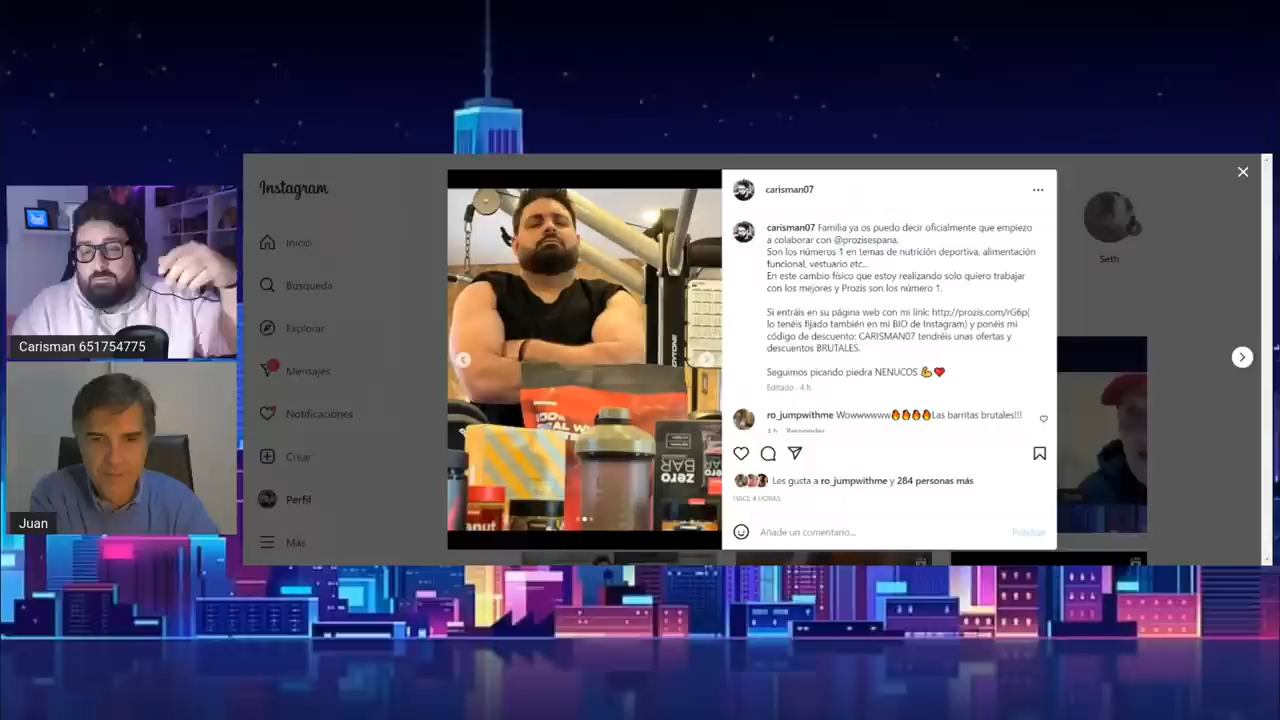 Carisman 651754775
Juan
Instagram
Inicio
Busqueda
Explorar
Mensajes
Notificaciones
Crear
Perfil
Más
zero
BAR
carisman07
carisman07 Familia ya os puedo decir oficialmente que empiezo
a colaborar con @prozisespana.
Son los números 1 en temas de nutrición deportiva, alimentación
funcional, vestuario etc...
En este cambio físico que estoy realizando solo quiero trabajar
con los mejores y Prozis son los número 1.
Si entráis en su página web con mi link: http://prozis.com/rG6p(
lo tenéis fijado también en mi BIO de Instagram) y ponéis mi
código de descuento: CARISMAN07 tendréis unas ofertas y
descuentos BRUTALES.
Seguimos picando piedra NENUCOS 💪❤️
Editado · 4 h
ro_jumpwithme Wowwwwww🔥🔥🔥🔥Las barritas brutales!!!
4 h Responder
Les gusta a ro_jumpwithme y 284 personas más
HACE 4 HORAS
Añade un comentario...
Publicar
Seth